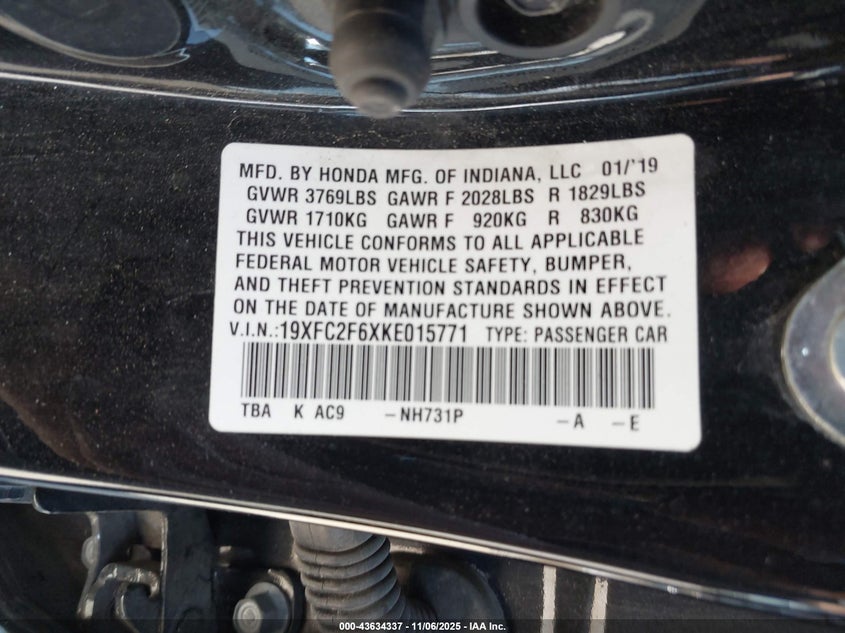 MFD. BY HONDA MFG. OF INDIANA, LLC 01/'19
GVWR 3769LBS GAWR F 2028LBS R 1829LBS
GVWR 1710KG GAWR F 920KG R 830KG
THIS VEHICLE CONFORMS TO ALL APPLICABLE
FEDERAL MOTOR VEHICLE SAFETY, BUMPER,
AND THEFT PREVENTION STANDARDS IN EFFECT
ON THE DATE OF MANUFACTURE SHOWN ABOVE.
V.I.N.:19XFC2F6XKE015771 TYPE: PASSENGER CAR
TBA K AC9 -NH731P -A -E
000-43634337 - 11/06/2025 - IAA Inc.